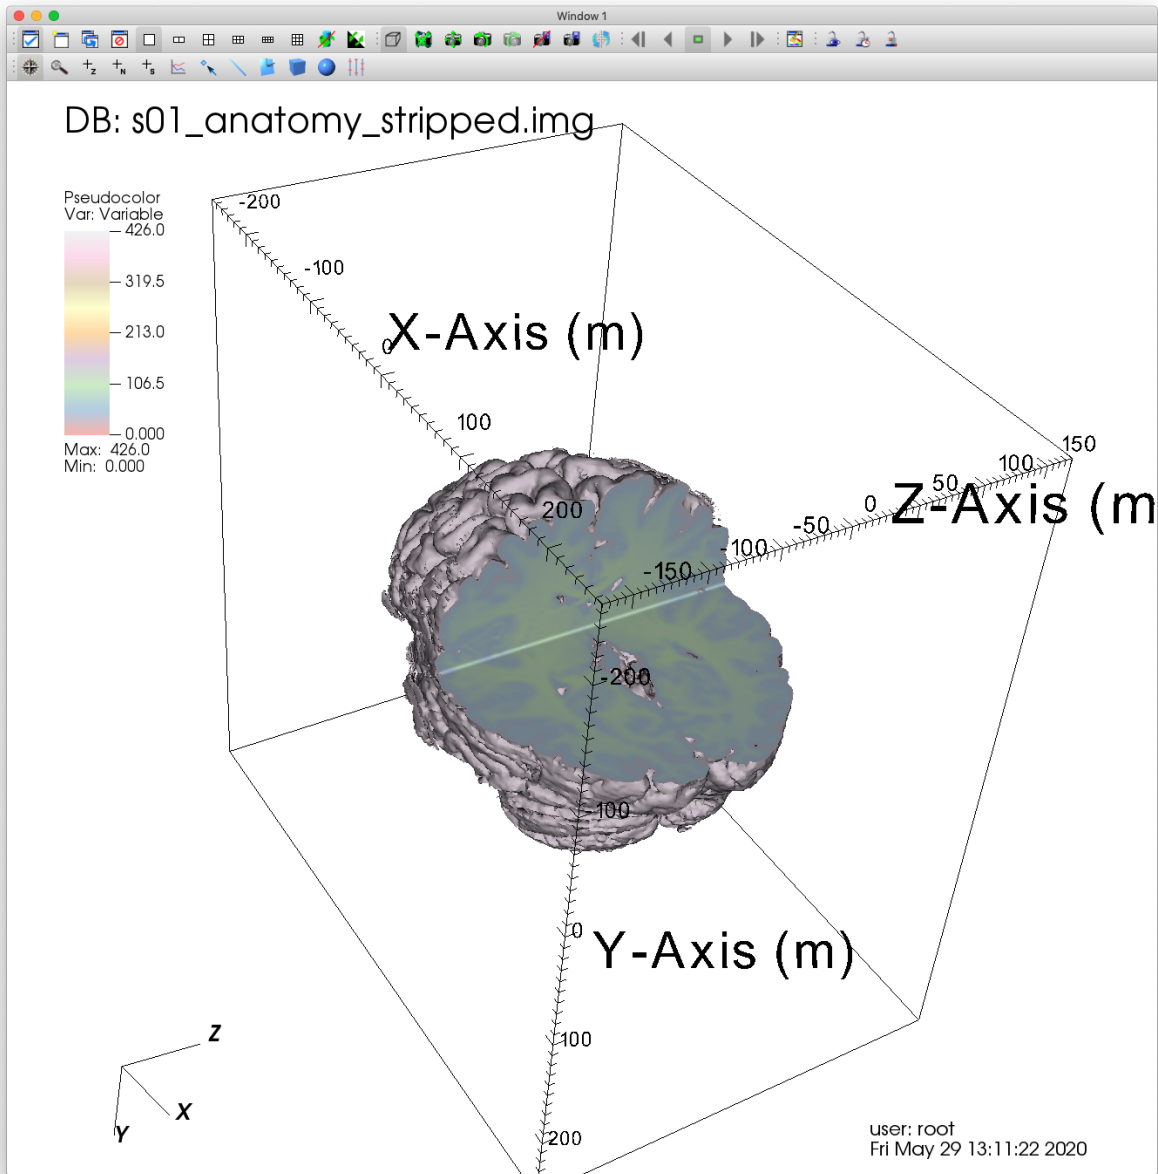 Window 1
DB: s01_anatomy_stripped.img
Pseudocolor
Var: Variable
426.0
319.5
213.0
106.5
0.000
Max: 426.0
Min: 0.000
-200
-100
0
100
200
X-Axis (m)
150
100
50
0
-50
-100
-150
Z-Axis (m
-200
-100
0
100
200
Y-Axis (m)
Z
X
Y
user: root
Fri May 29 13:11:22 2020